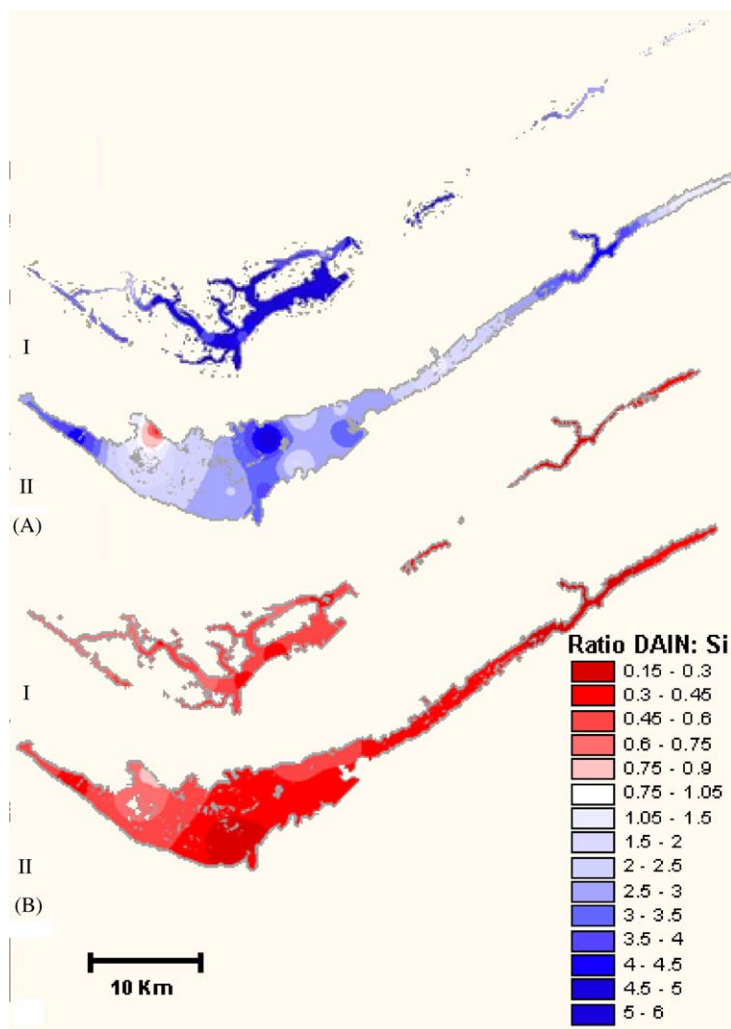 I
II
(A)
I
II
(B)
Ratio DAIN: Si
0.15 - 0.3
0.3 - 0.45
0.45 - 0.6
0.6 - 0.75
0.75 - 0.9
0.75 - 1.05
1.05 - 1.5
1.5 - 2
2 - 2.5
2.5 - 3
3 - 3.5
3.5 - 4
4 - 4.5
4.5 - 5
5 - 6
10 Km